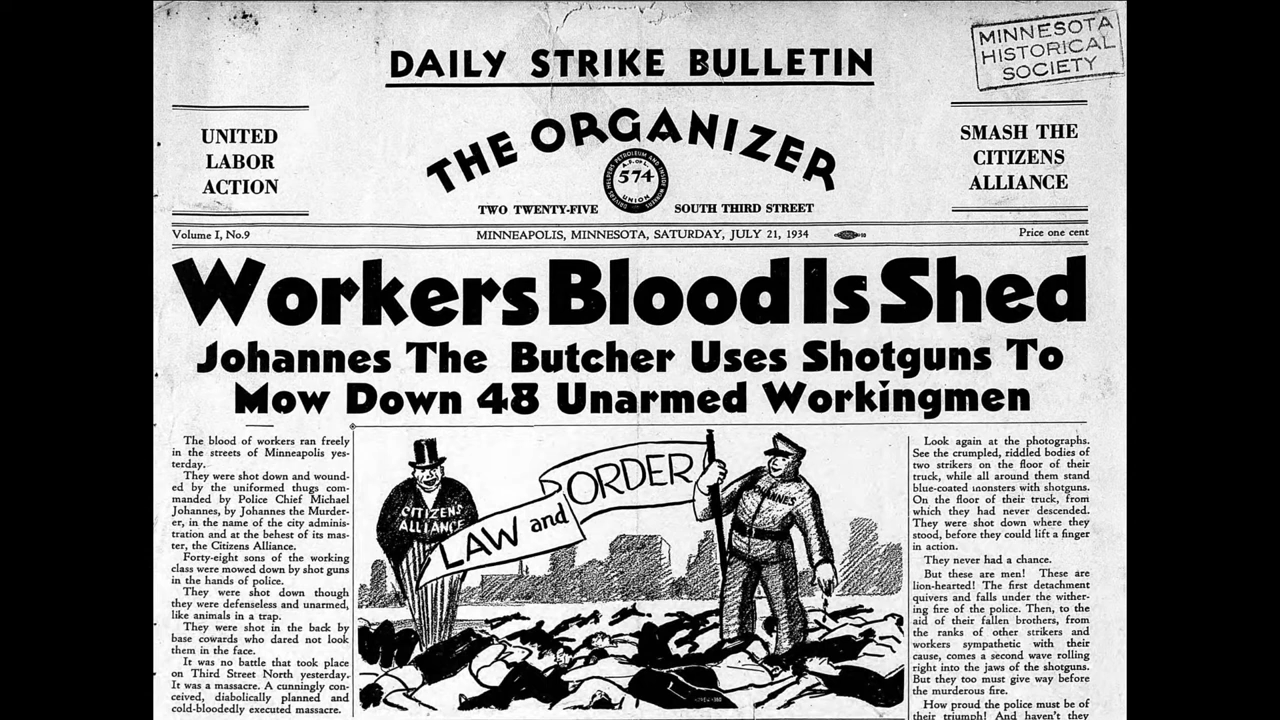 MINNESOTA
HISTORICAL
SOCIETY
DAILY STRIKE BULLETIN
UNITED
LABOR
ACTION
THE ORGANIZER
DRIVERS HELPERS PETROLEUM AND INSIDE WORKERS
A.F. OF L.
574
UNION
TWO TWENTY-FIVE SOUTH THIRD STREET
SMASH THE
CITIZENS
ALLIANCE
Volume I, No.9
MINNEAPOLIS, MINNESOTA, SATURDAY, JULY 21, 1934
Price one cent
Workers Blood Is Shed
Johannes The Butcher Uses Shotguns To
Mow Down 48 Unarmed Workingmen
The blood of workers ran freely
in the streets of Minneapolis yes-
terday.
They were shot down and wound-
ed by the uniformed thugs com-
manded by Police Chief Michael
Johannes, by Johannes the Murder-
er, in the name of the city adminis-
tration and at the behest of its mas-
ter, the Citizens Alliance.
Forty-eight sons of the working
class were mowed down by shot guns
in the hands of police.
They were shot down though
they were defenseless and unarmed,
like animals in a trap.
They were shot in the back by
base cowards who dared not look
them in the face.
It was no battle that took place
on Third Street North yesterday.
It was a massacre. A cunningly con-
ceived, diabolically planned and
cold-bloodedly executed massacre.
CITIZENS
ALLIANCE
LAW and ORDER
Look again at the photographs.
See the crumpled, riddled bodies of
two strikers on the floor of their
truck, while all around them stand
blue-coated monsters with shotguns.
On the floor of their truck, from
which they had never descended.
They were shot down where they
stood, before they could lift a finger
in action.
They never had a chance.
But these are men! These are
lion-hearted! The first detachment
quivers and falls under the wither-
ing fire of the police. Then, to the
aid of their fallen brothers, from
the ranks of other strikers and
workers sympathetic with their
cause, comes a second wave rolling
right into the jaws of the shotguns.
But they too must give way before
the murderous fire.
How proud the police must be of
their triumph! And haven't they